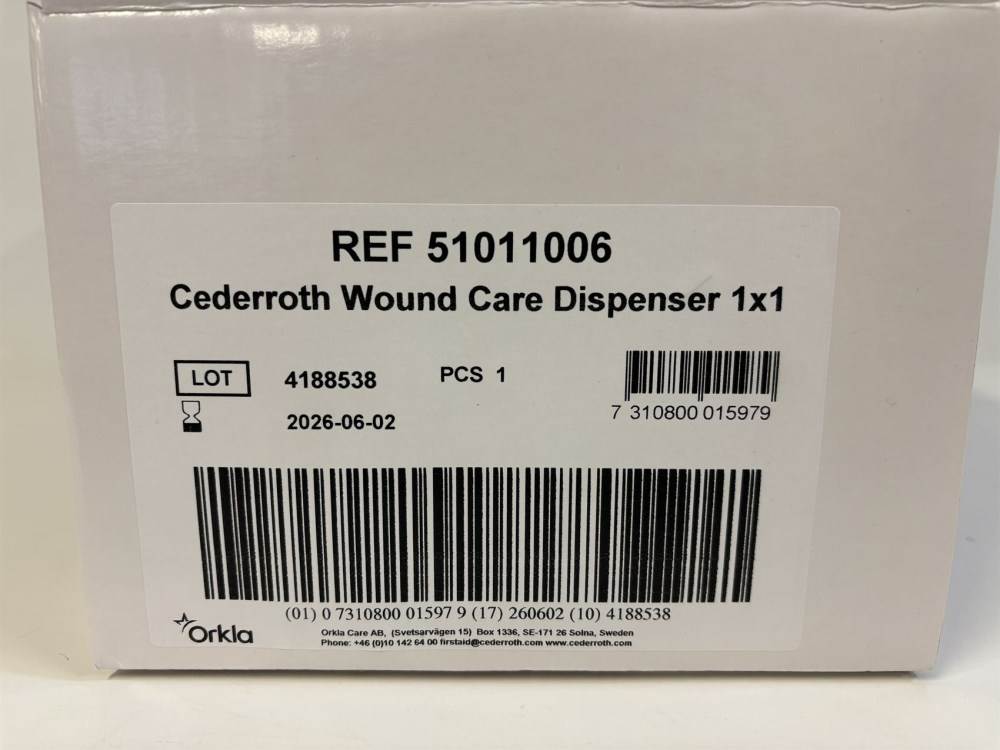 REF 51011006
Cederroth Wound Care Dispenser 1x1
LOT 4188538 PCS 1
2026-06-02
7 310800 015979
(01) 0 7310800 01597 9 (17) 260602 (10) 4188538
Orkla
Orkla Care AB, (Svetsarvägen 15) Box 1336, SE-171 26 Solna, Sweden
Phone: +46 (0)10 142 64 00 firstaid@cederroth.com www.cederroth.com